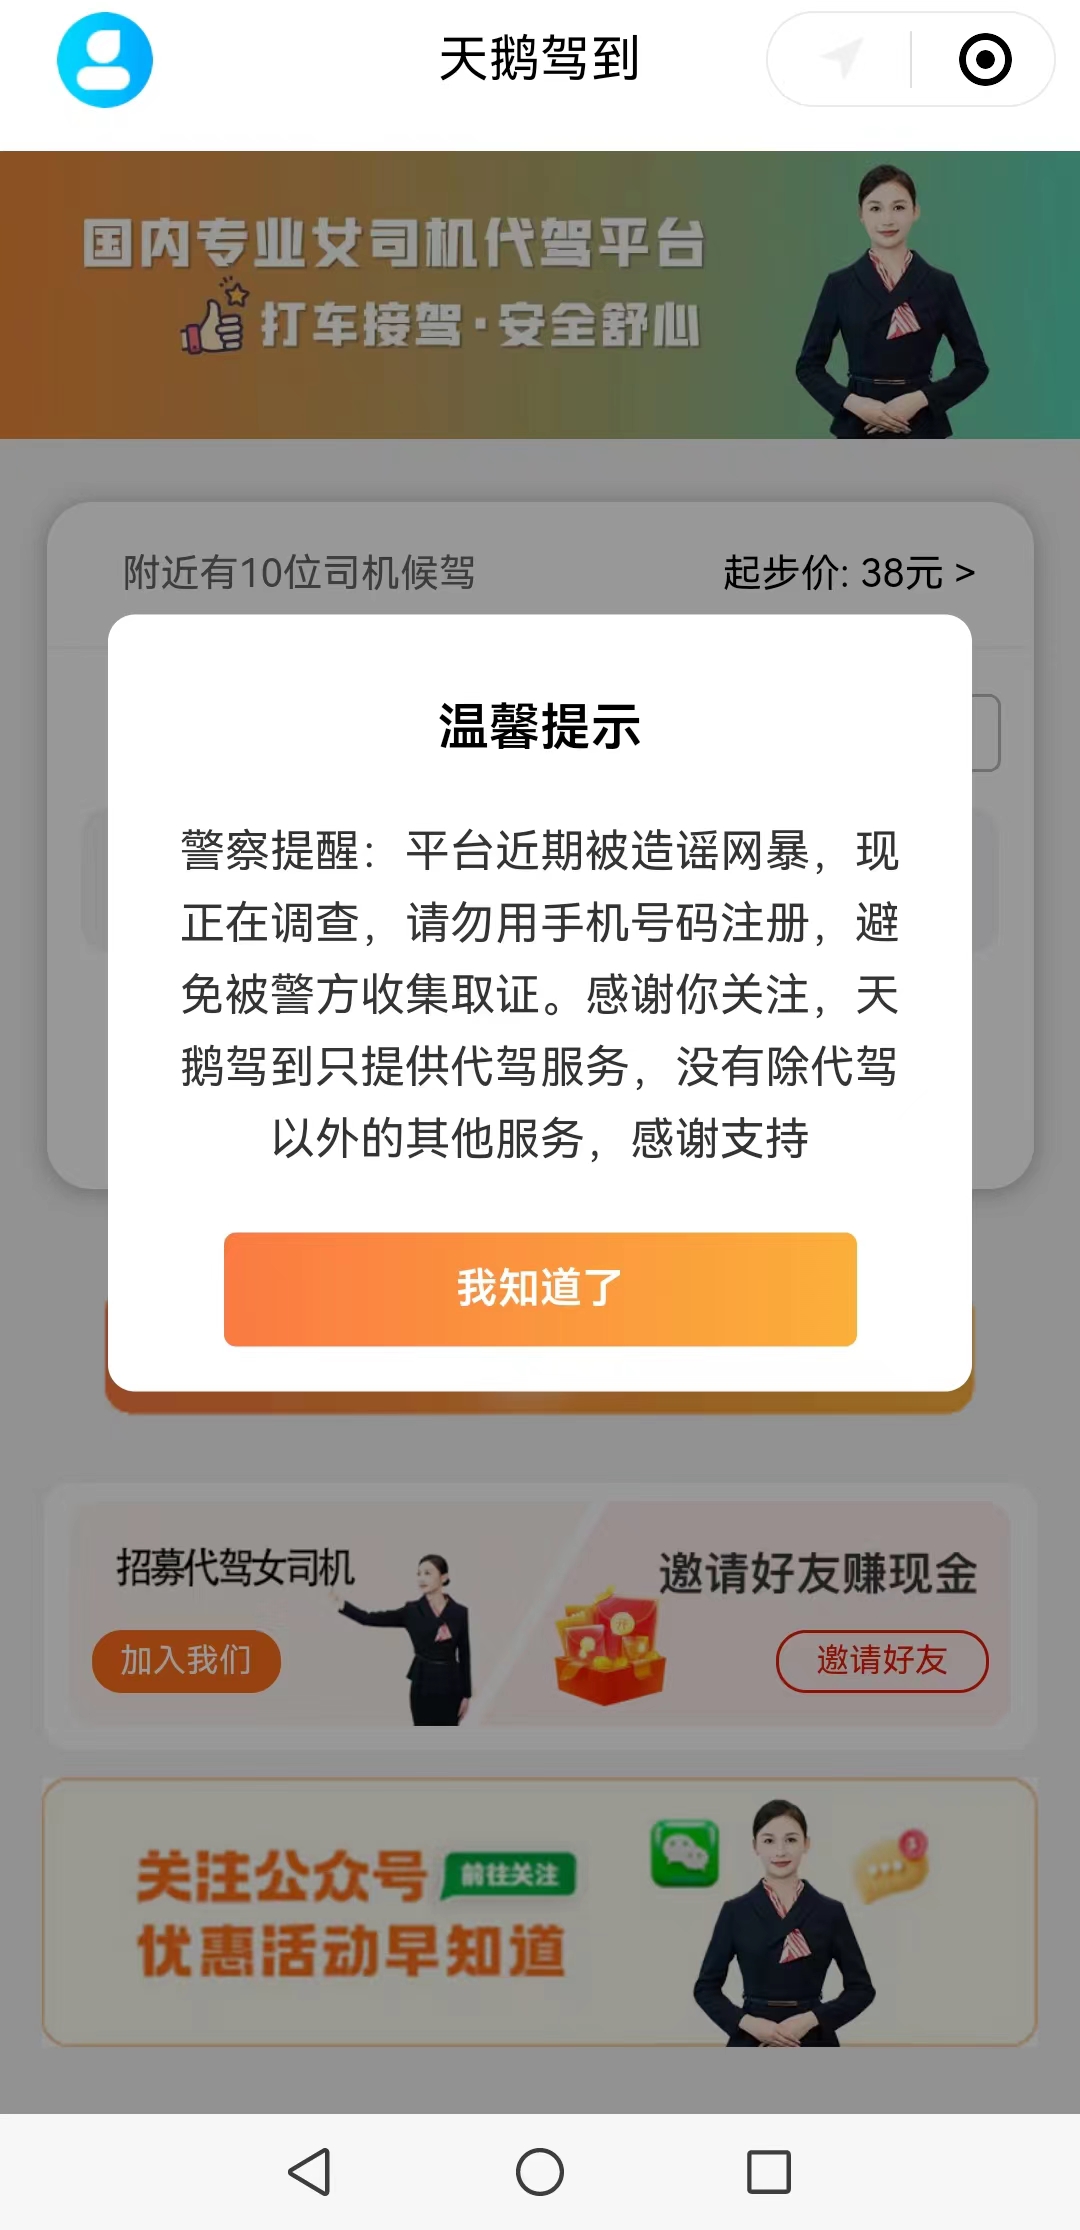 天鹅驾到
国内专业女司机代驾平台
打车接驾·安全舒心
附近有10位司机候驾
起步价: 38元 >
温馨提示
警察提醒：平台近期被造谣网暴，现
正在调查，请勿用手机号码注册，避
免被警方收集取证。感谢你关注，天
鹅驾到只提供代驾服务，没有除代驾
以外的其他服务，感谢支持
我知道了
招募代驾女司机
加入我们
邀请好友赚现金
邀请好友
关注公众号
前往关注
优惠活动早知道